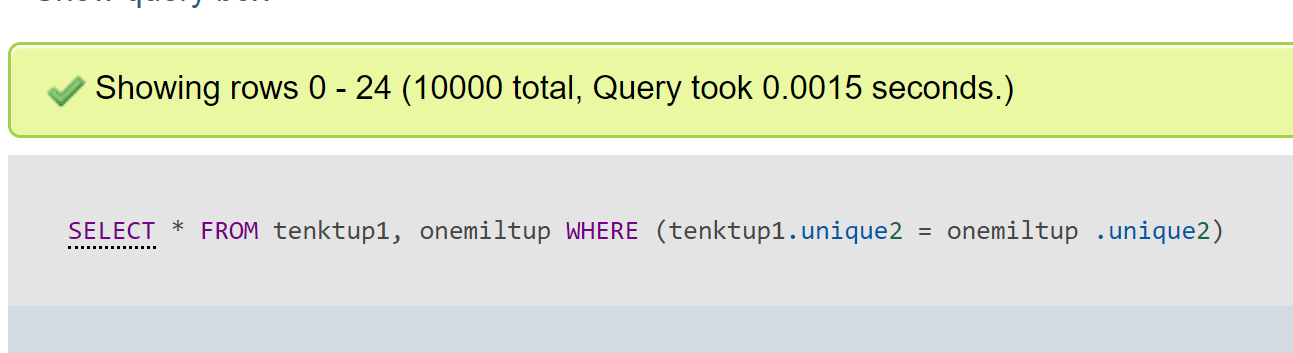 Showing rows 0 - 24 (10000 total, Query took 0.0015 seconds.)
SELECT * FROM tenktup1, onemiltup WHERE (tenktup1.unique2 = onemiltup .unique2)